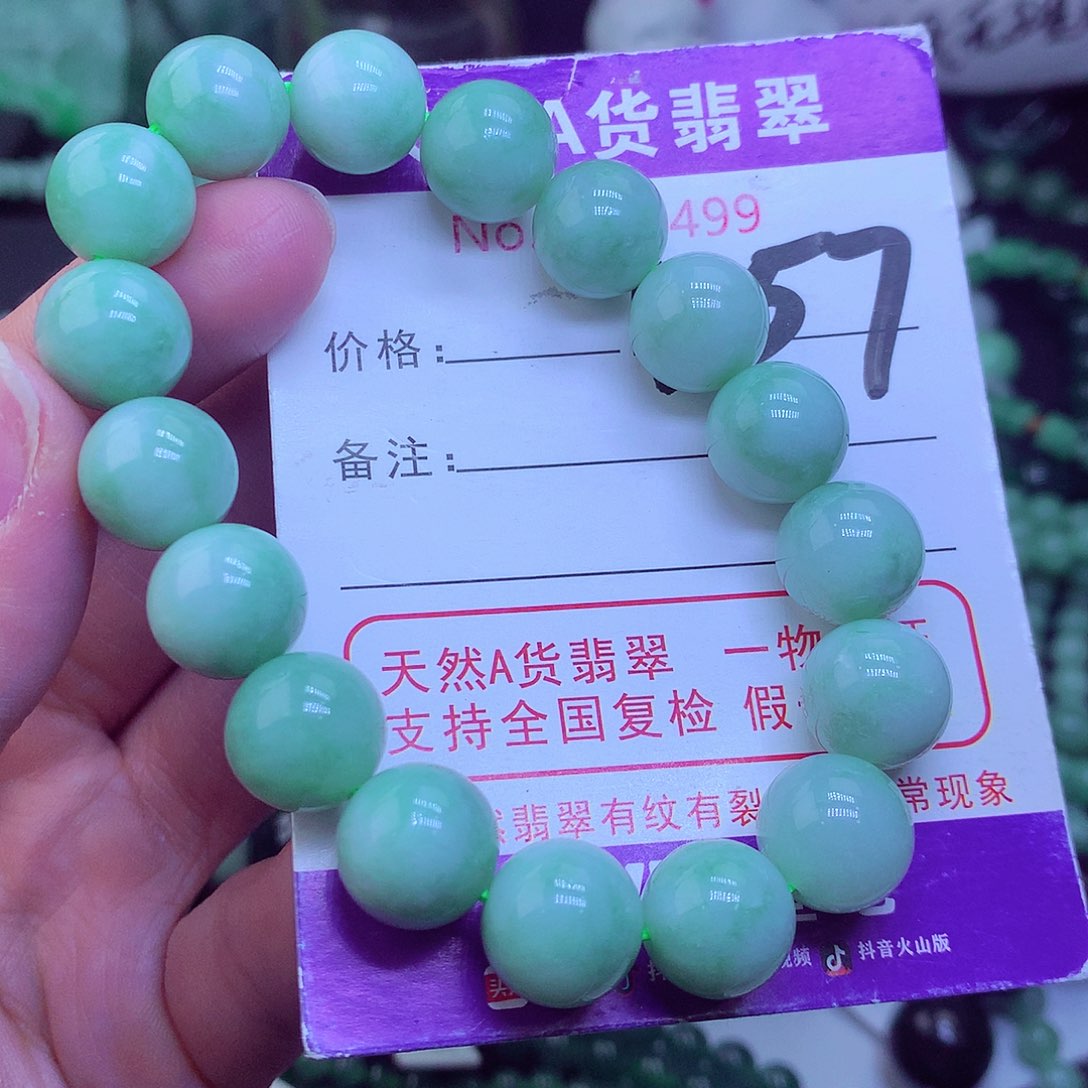 A货翡翠
No. 499
57
价格:
备注:
天然A货翡翠 一物
支持全国复检 假
翡翠有纹有裂 常现象
抖音火山版